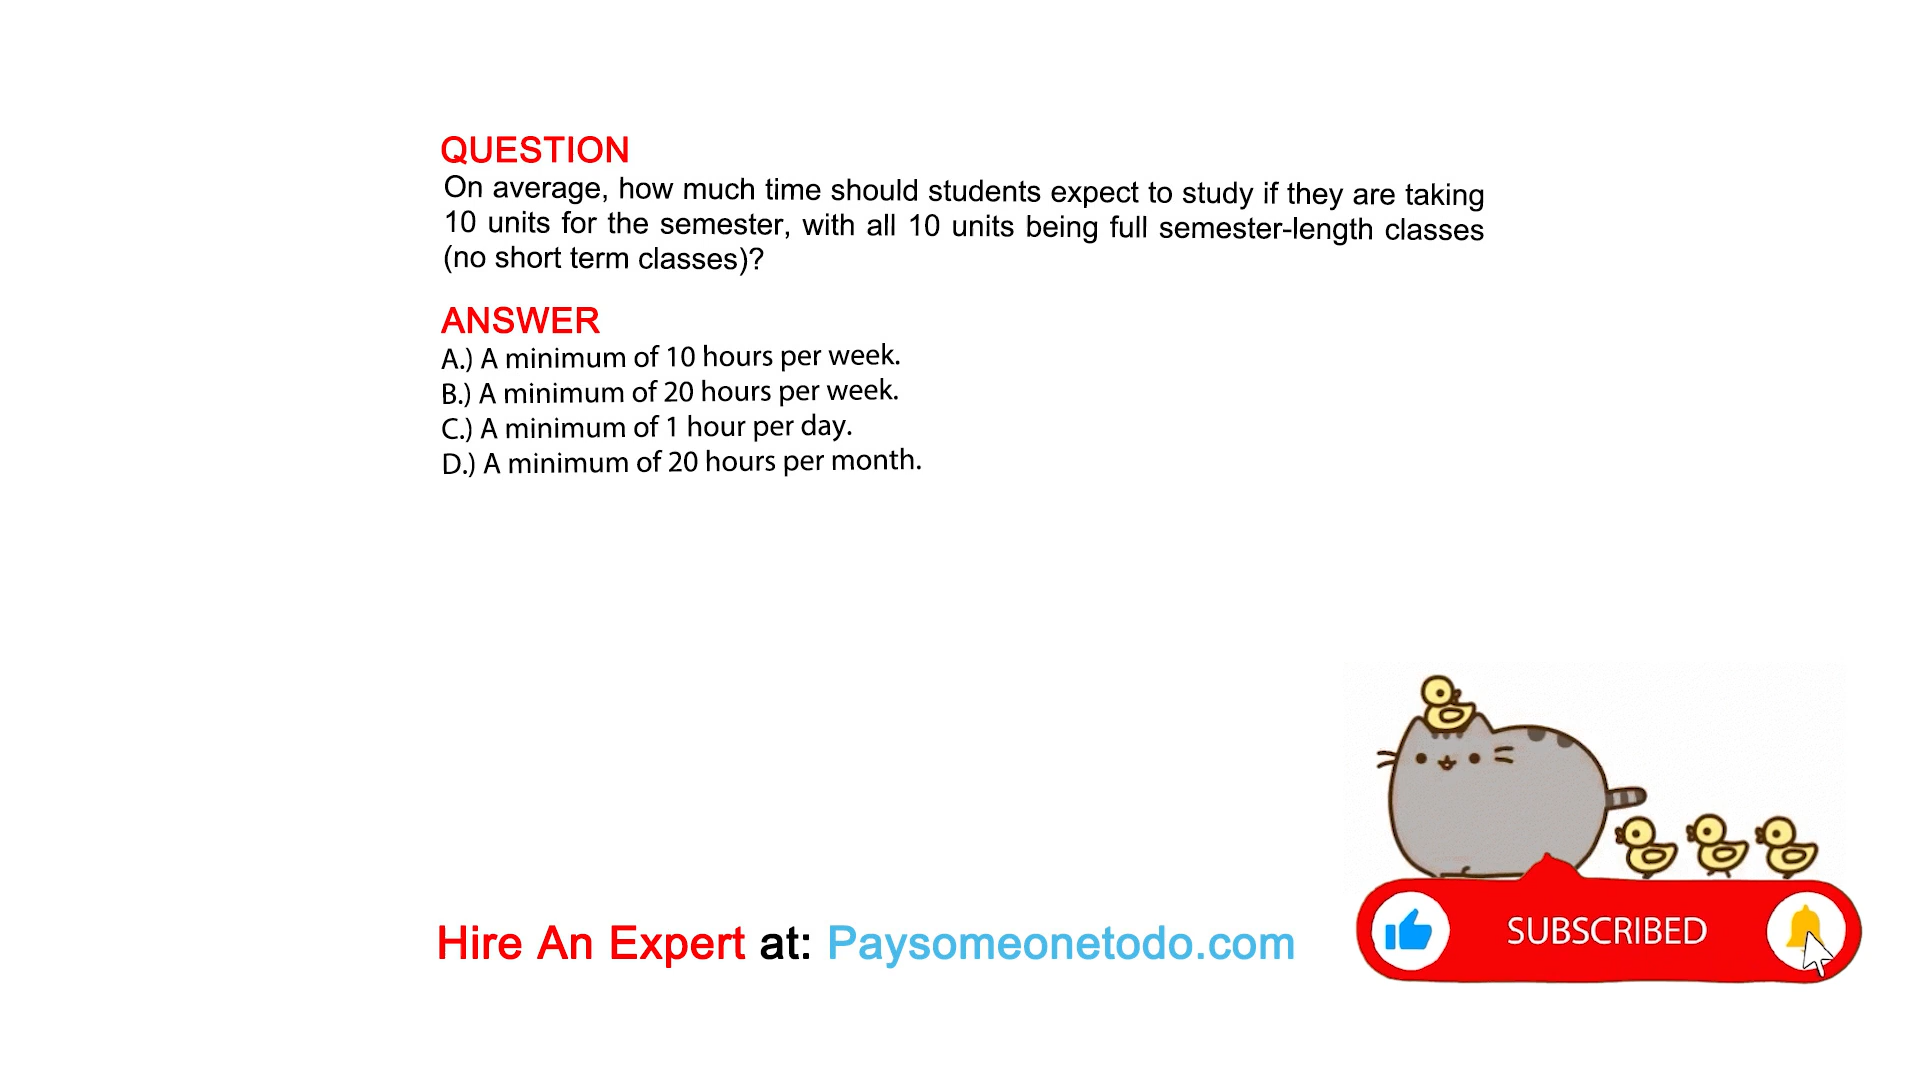 QUESTION
On average, how much time should students expect to study if they are taking
10 units for the semester, with all 10 units being full semester-length classes
(no short term classes)?
ANSWER
A.) A minimum of 10 hours per week.
B.) A minimum of 20 hours per week.
C.) A minimum of 1 hour per day.
D.) A minimum of 20 hours per month.
Hire An Expert at: Paysomeonetodo.com
SUBSCRIBED